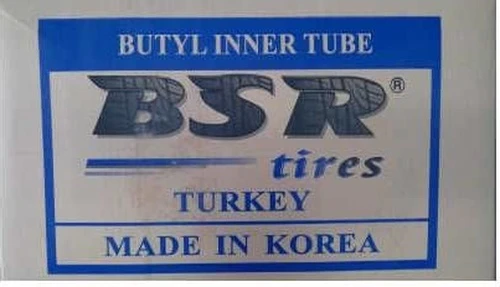 BUTYL INNER TUBE
BSR®
tires
TURKEY
MADE IN KOREA